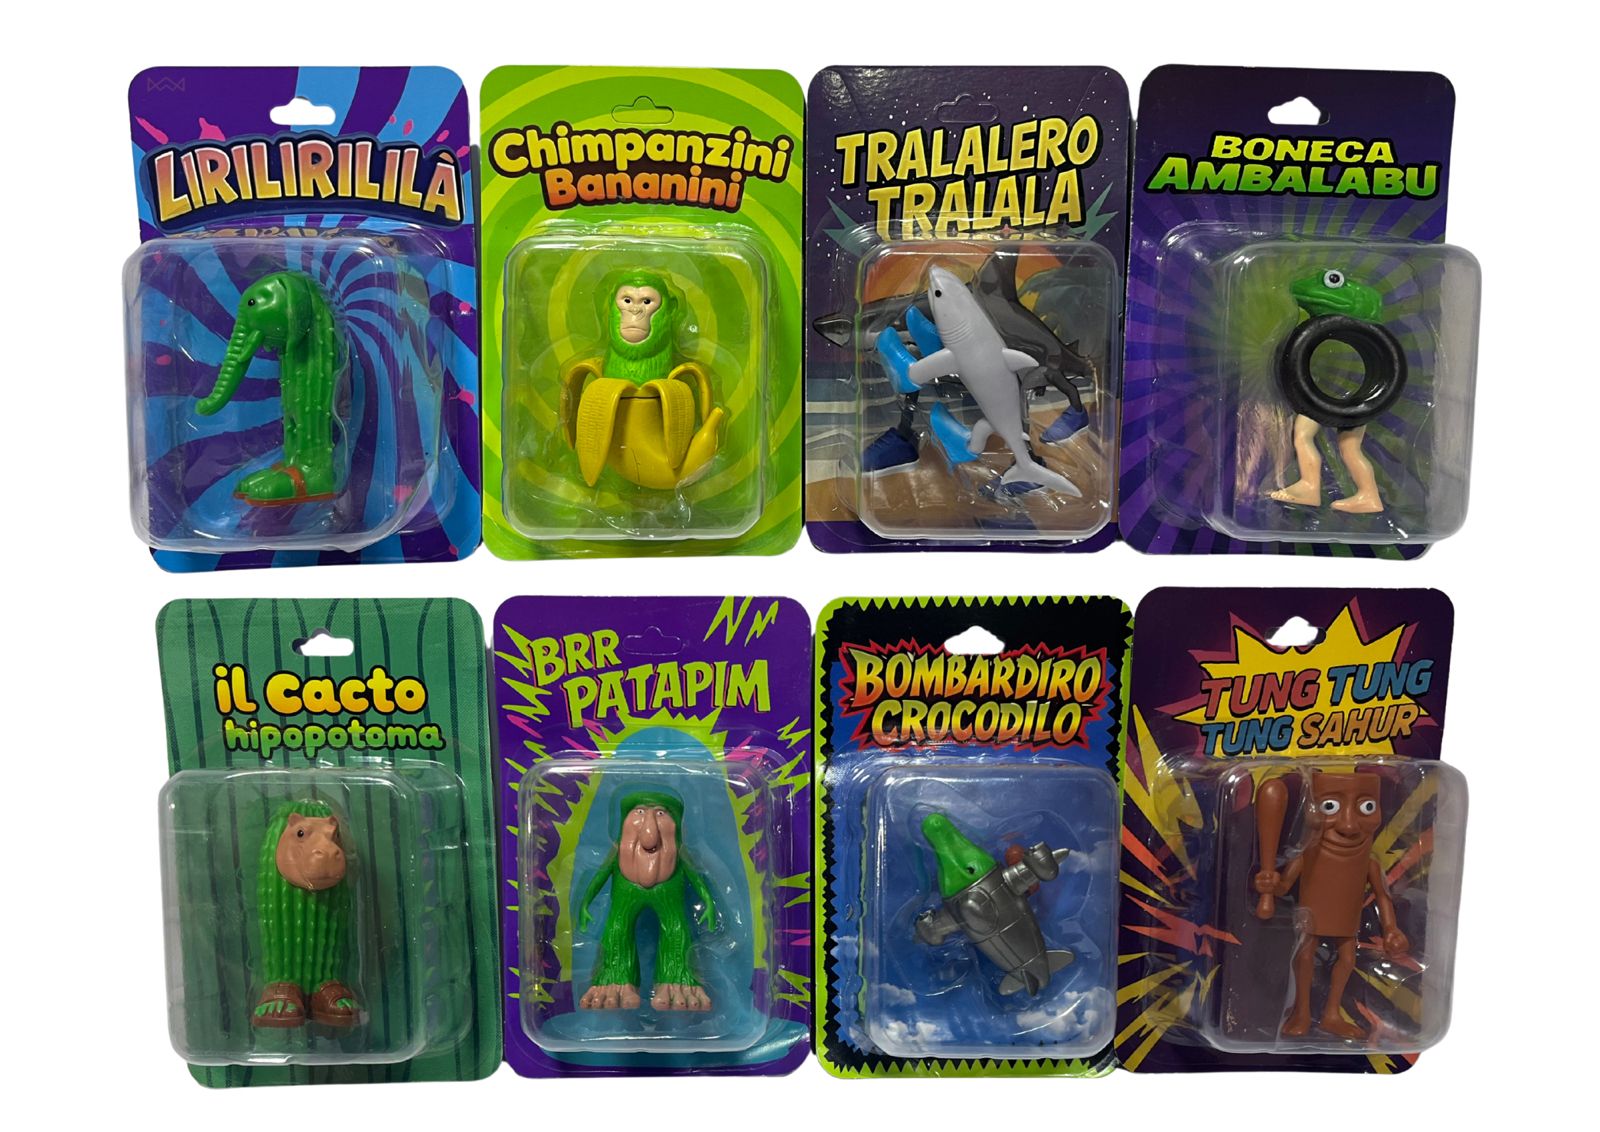 LIRILIRILILÀ
Chimpanzini
Bananini
TRALALERO
TRALALA
BONECA
AMBALABU
il cacto
hipopotoma
BRR
PATAPIM
BOMBARDIRO
CROCODILO
TUNG TUNG
TUNG SAHUR